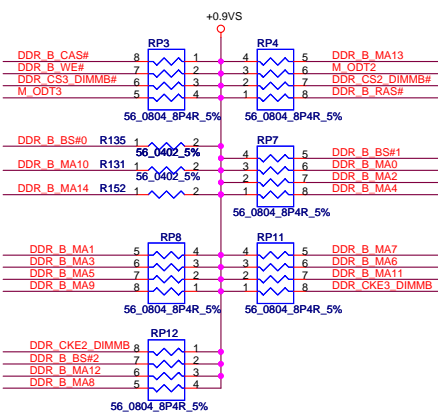 +0.9VS
RP3 RP4
DDR_B_CAS# 8 1 4 5 DDR_B_MA13
DDR_B_WE# 7 2 3 6 M_ODT2
DDR_CS3_DIMMB# 6 3 2 7 DDR_CS2_DIMMB#
M_ODT3 5 4 1 8 DDR_B_RAS#
56_0804_8P4R_5% 56_0804_8P4R_5%
DDR_B_BS#0 R135 1 2 RP7
56_0402_5%
4 5 DDR_B_BS#1
DDR_B_MA10 R131 1 2 3 6 DDR_B_MA0
56_0402_5%
2 7 DDR_B_MA2
DDR_B_MA14 R152 1 2 1 8 DDR_B_MA4
56_0804_8P4R_5%
RP8 RP11
DDR_B_MA1 5 4 4 5 DDR_B_MA7
DDR_B_MA3 6 3 3 6 DDR_B_MA6
DDR_B_MA5 7 2 2 7 DDR_B_MA11
DDR_B_MA9 8 1 1 8 DDR_CKE3_DIMMB
56_0804_8P4R_5% 56_0804_8P4R_5%
RP12
DDR_CKE2_DIMMB 8 1
DDR_B_BS#2 7 2
DDR_B_MA12 6 3
DDR_B_MA8 5 4
56_0804_8P4R_5%